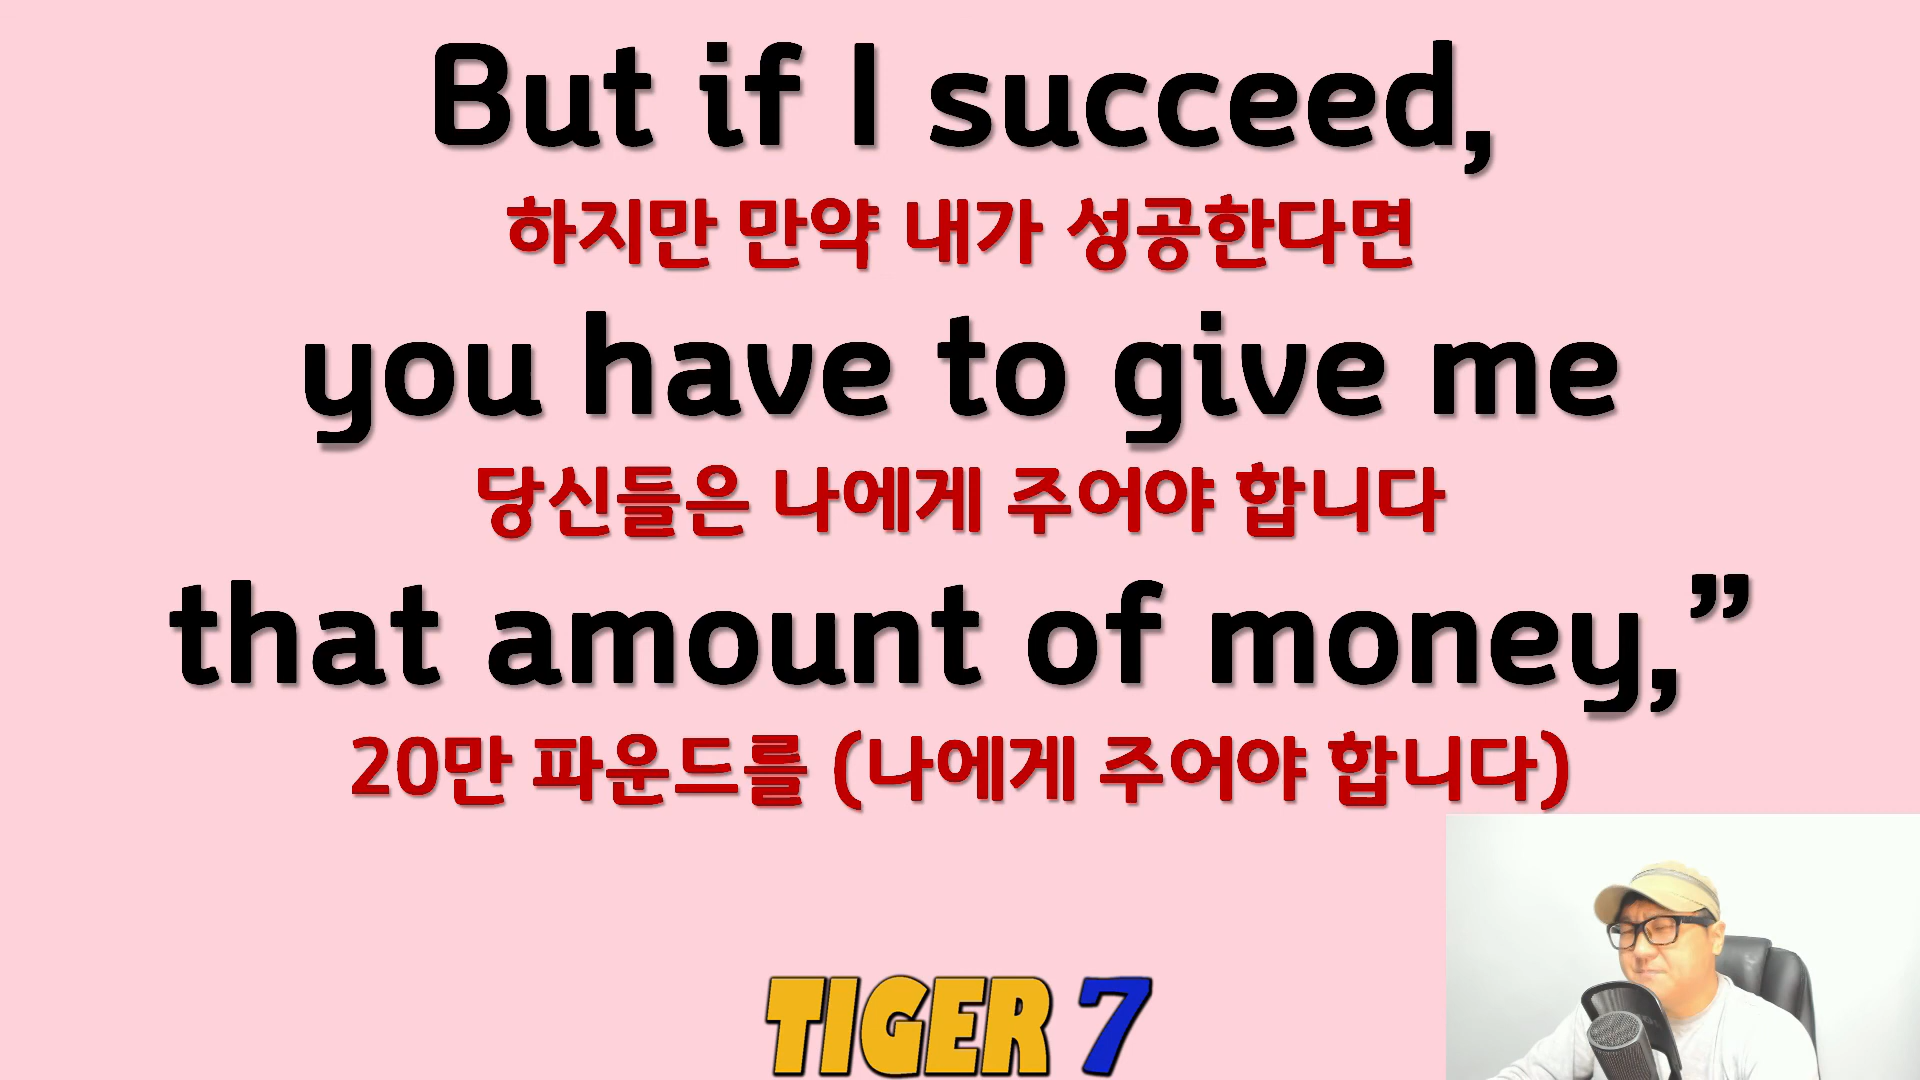 But if I succeed,
하지만 만약 내가 성공한다면
you have to give me
당신들은 나에게 주어야 합니다
that amount of money,”
20만 파운드를 (나에게 주어야 합니다)
TIGER 7